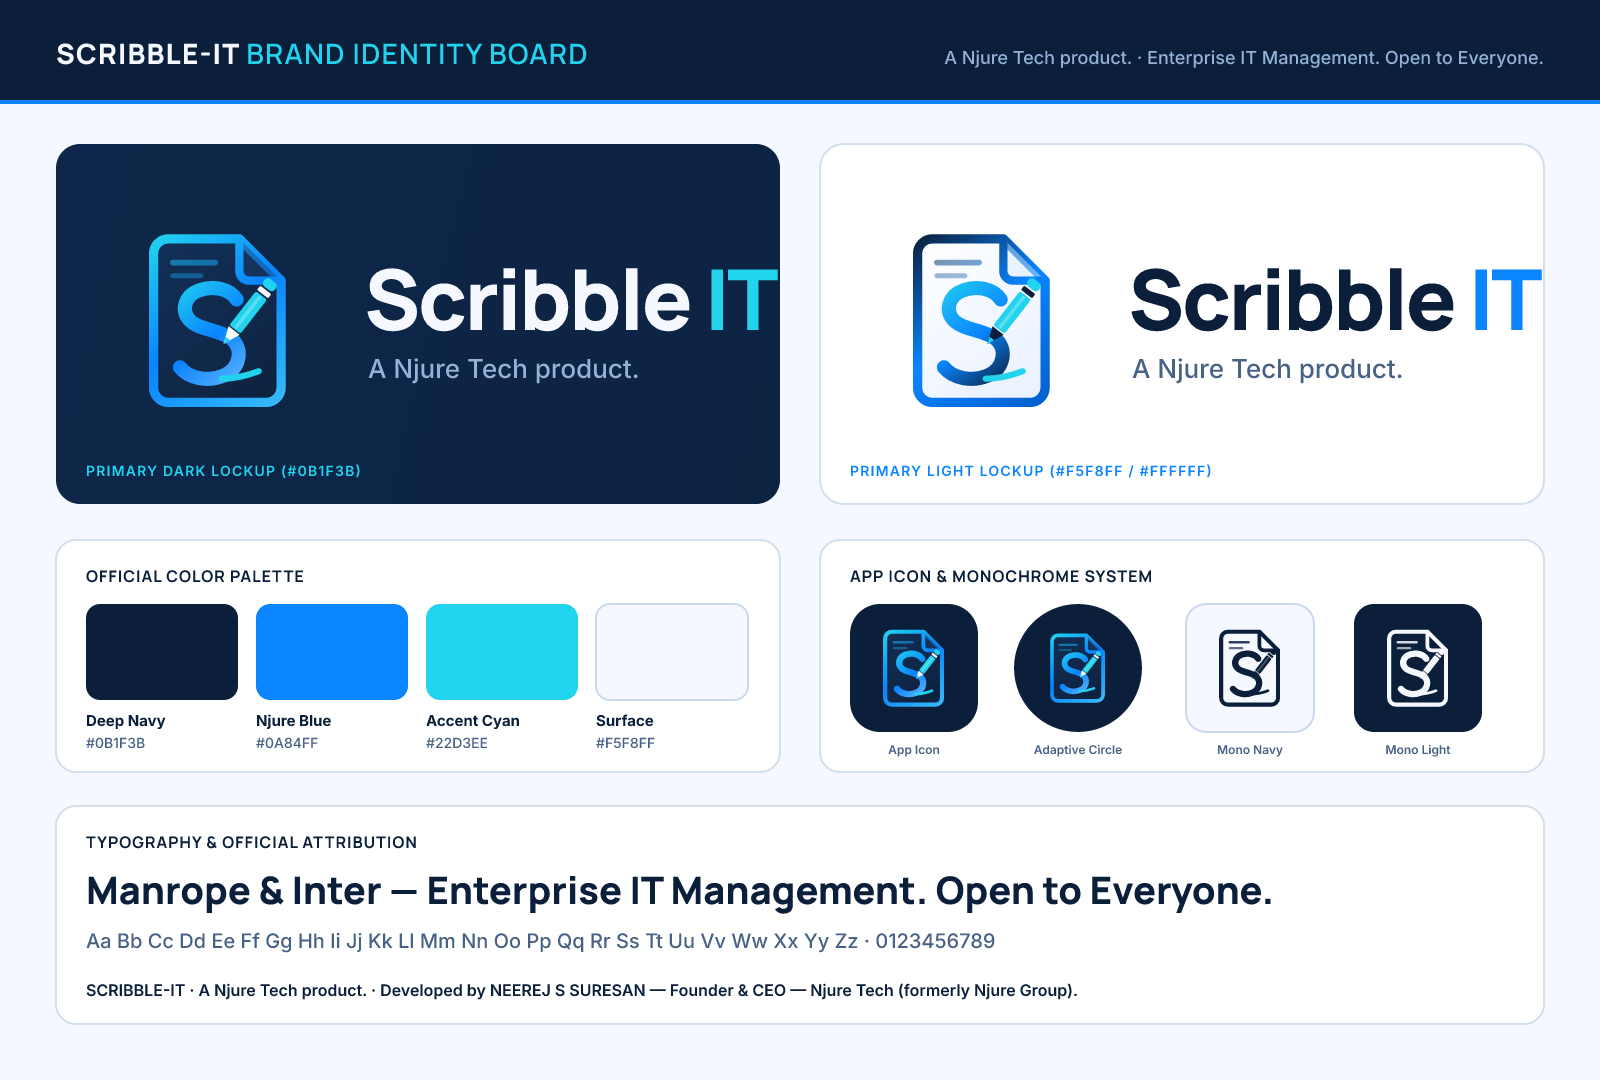 SCRIBBLE-IT BRAND IDENTITY BOARD
A Njure Tech product. · Enterprise IT Management. Open to Everyone.
Scribble IT
A Njure Tech product.
PRIMARY DARK LOCKUP (#0B1F3B)
Scribble IT
A Njure Tech product.
PRIMARY LIGHT LOCKUP (#F5F8FF / #FFFFFF)
OFFICIAL COLOR PALETTE
Deep Navy
#0B1F3B
Njure Blue
#0A84FF
Accent Cyan
#22D3EE
Surface
#F5F8FF
APP ICON & MONOCHROME SYSTEM
App Icon
Adaptive Circle
Mono Navy
Mono Light
TYPOGRAPHY & OFFICIAL ATTRIBUTION
Manrope & Inter — Enterprise IT Management. Open to Everyone.
Aa Bb Cc Dd Ee Ff Gg Hh Ii Jj Kk Ll Mm Nn Oo Pp Qq Rr Ss Tt Uu Vv Ww Xx Yy Zz · 0123456789
SCRIBBLE-IT · A Njure Tech product. · Developed by NEEREJ S SURESAN — Founder & CEO — Njure Tech (formerly Njure Group).